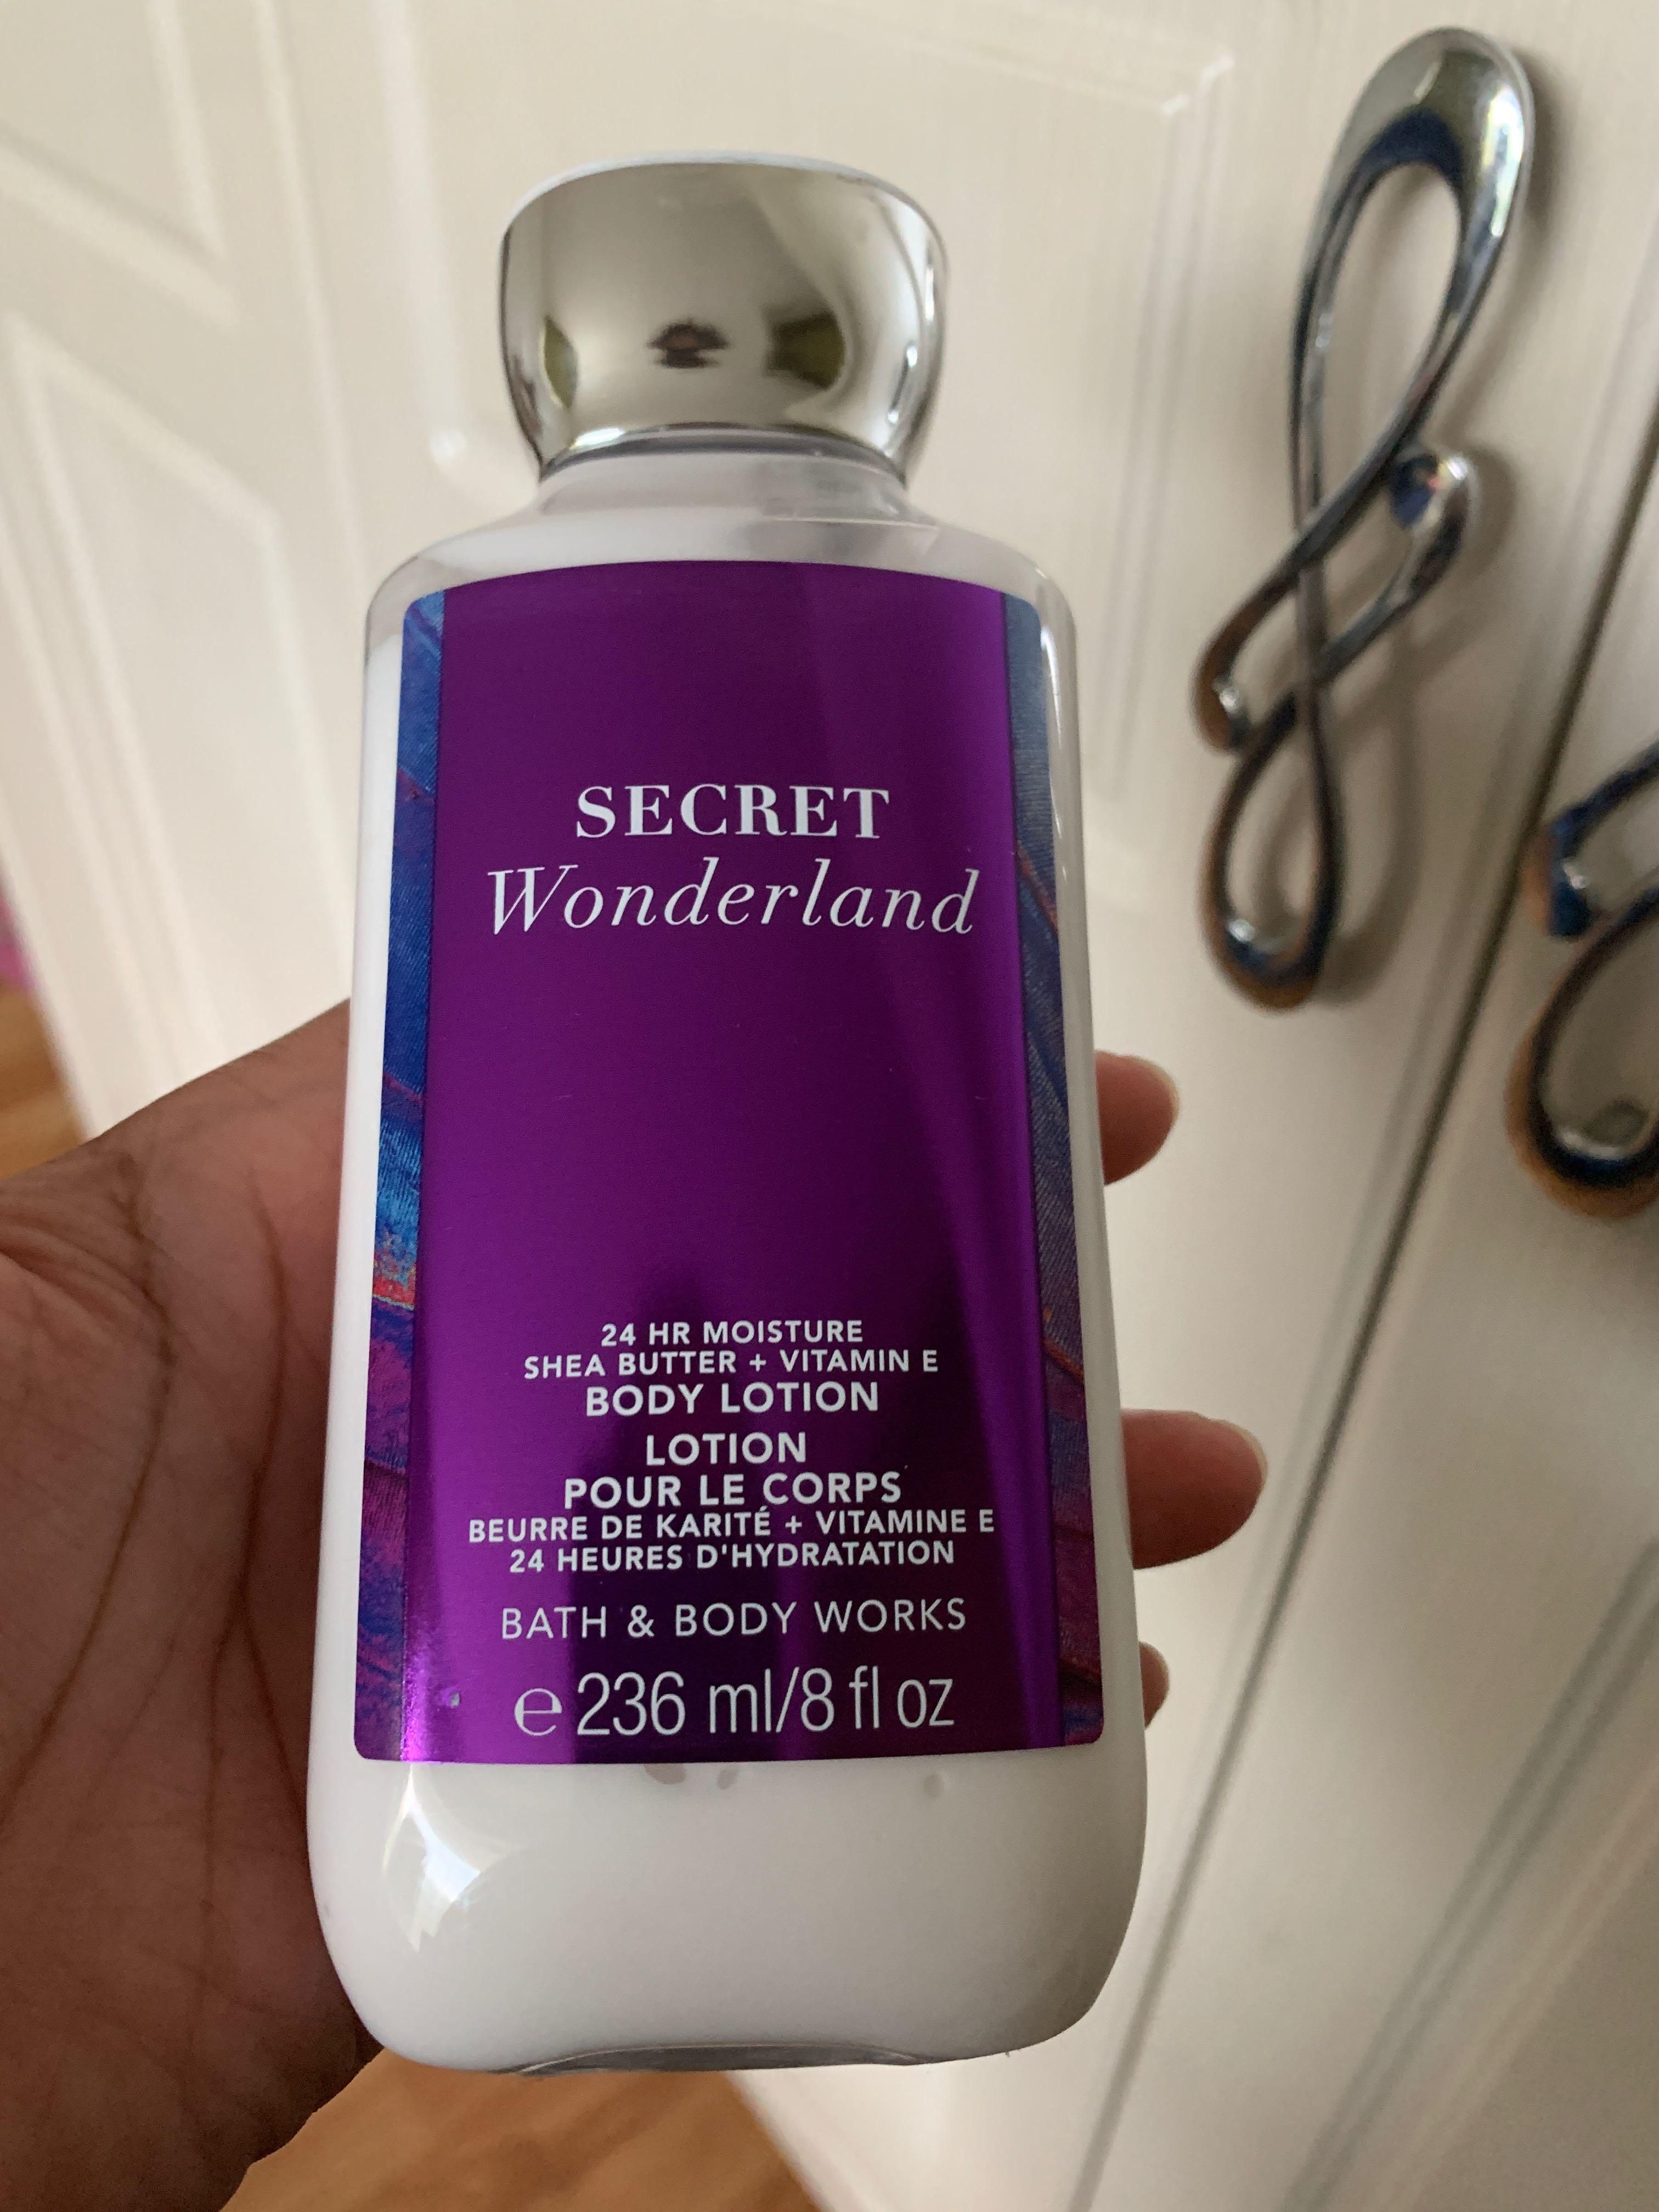 SECRET
Wonderland
24 HR MOISTURE
SHEA BUTTER + VITAMIN E
BODY LOTION
LOTION
POUR LE CORPS
BEURRE DE KARITÉ + VITAMINE E
24 HEURES D'HYDRATATION
BATH & BODY WORKS
℮ 236 ml/8 fl oz